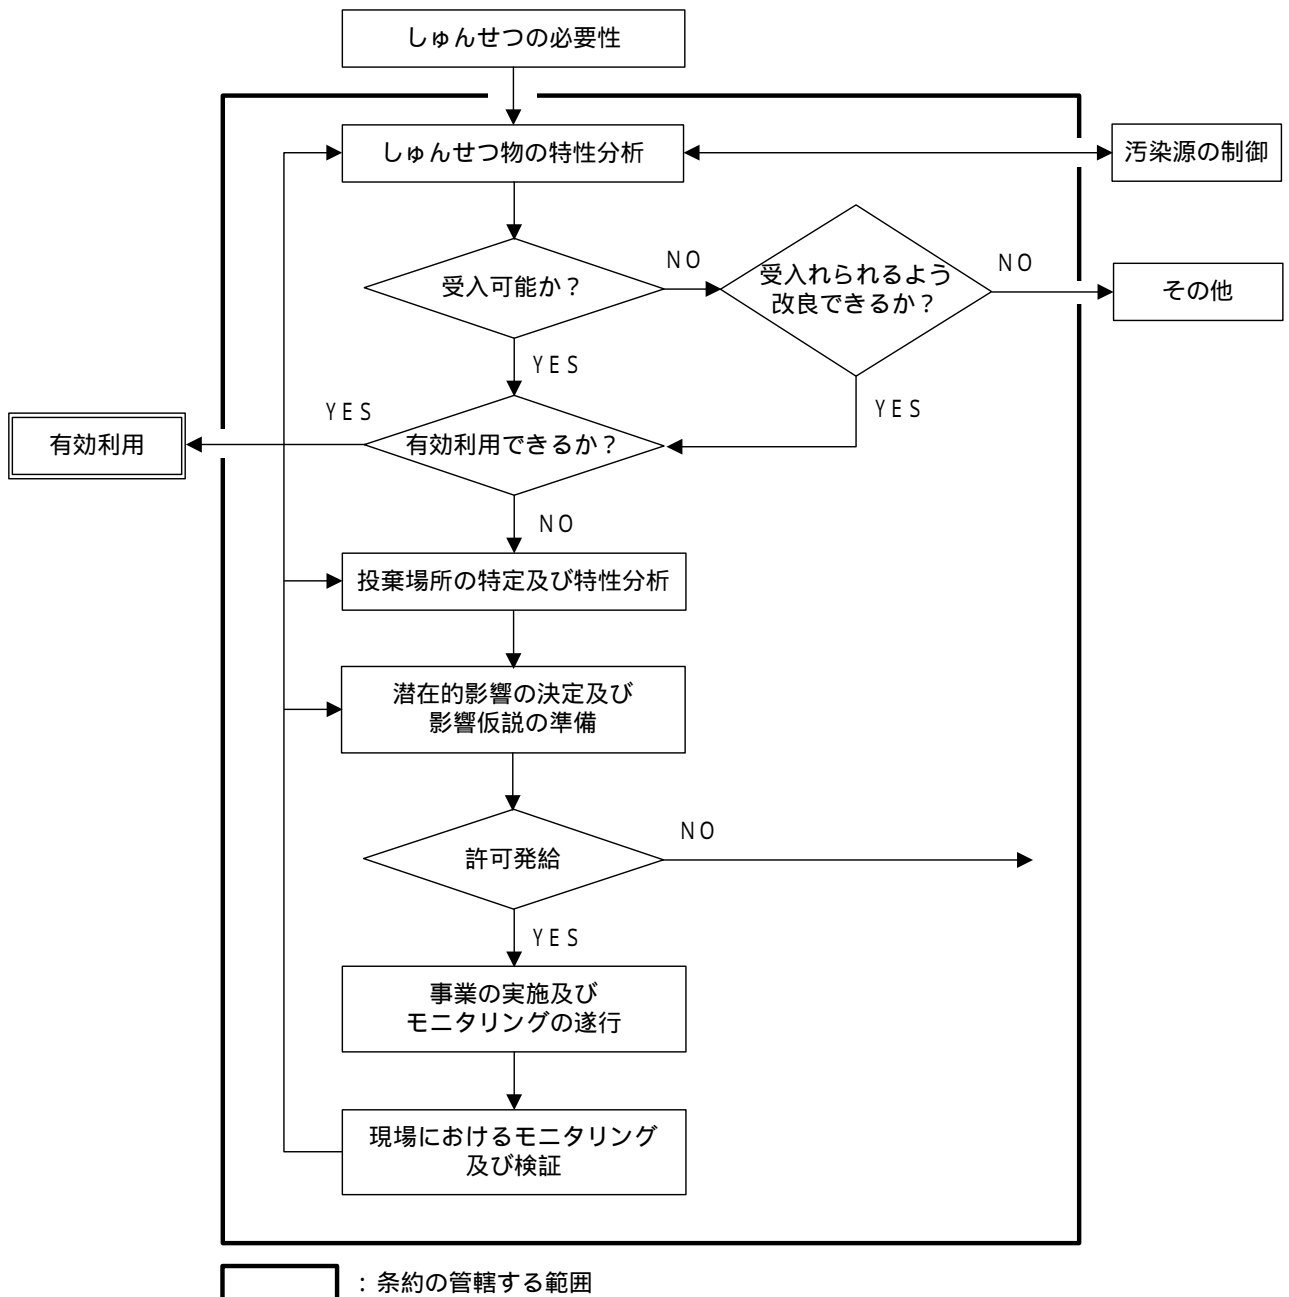 しゅんせつの必要性
しゅんせつ物の特性分析
汚染源の制御
受入可能か？
NO
受入れられるよう
改良できるか？
NO
その他
YES
YES
有効利用
YES
有効利用できるか？
NO
投棄場所の特定及び特性分析
潜在的影響の決定及び
影響仮説の準備
許可発給
NO
YES
事業の実施及び
モニタリングの遂行
現場におけるモニタリング
及び検証
：条約の管轄する範囲